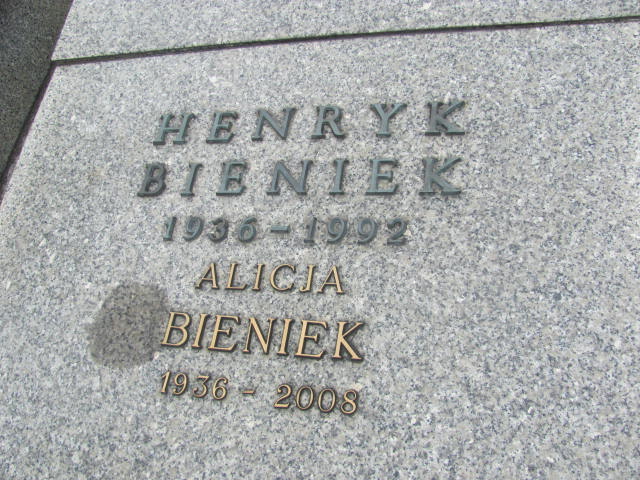 HENRYK
BIENIEK
1936-1992
ALICJA
BIENIEK
1936 - 2008